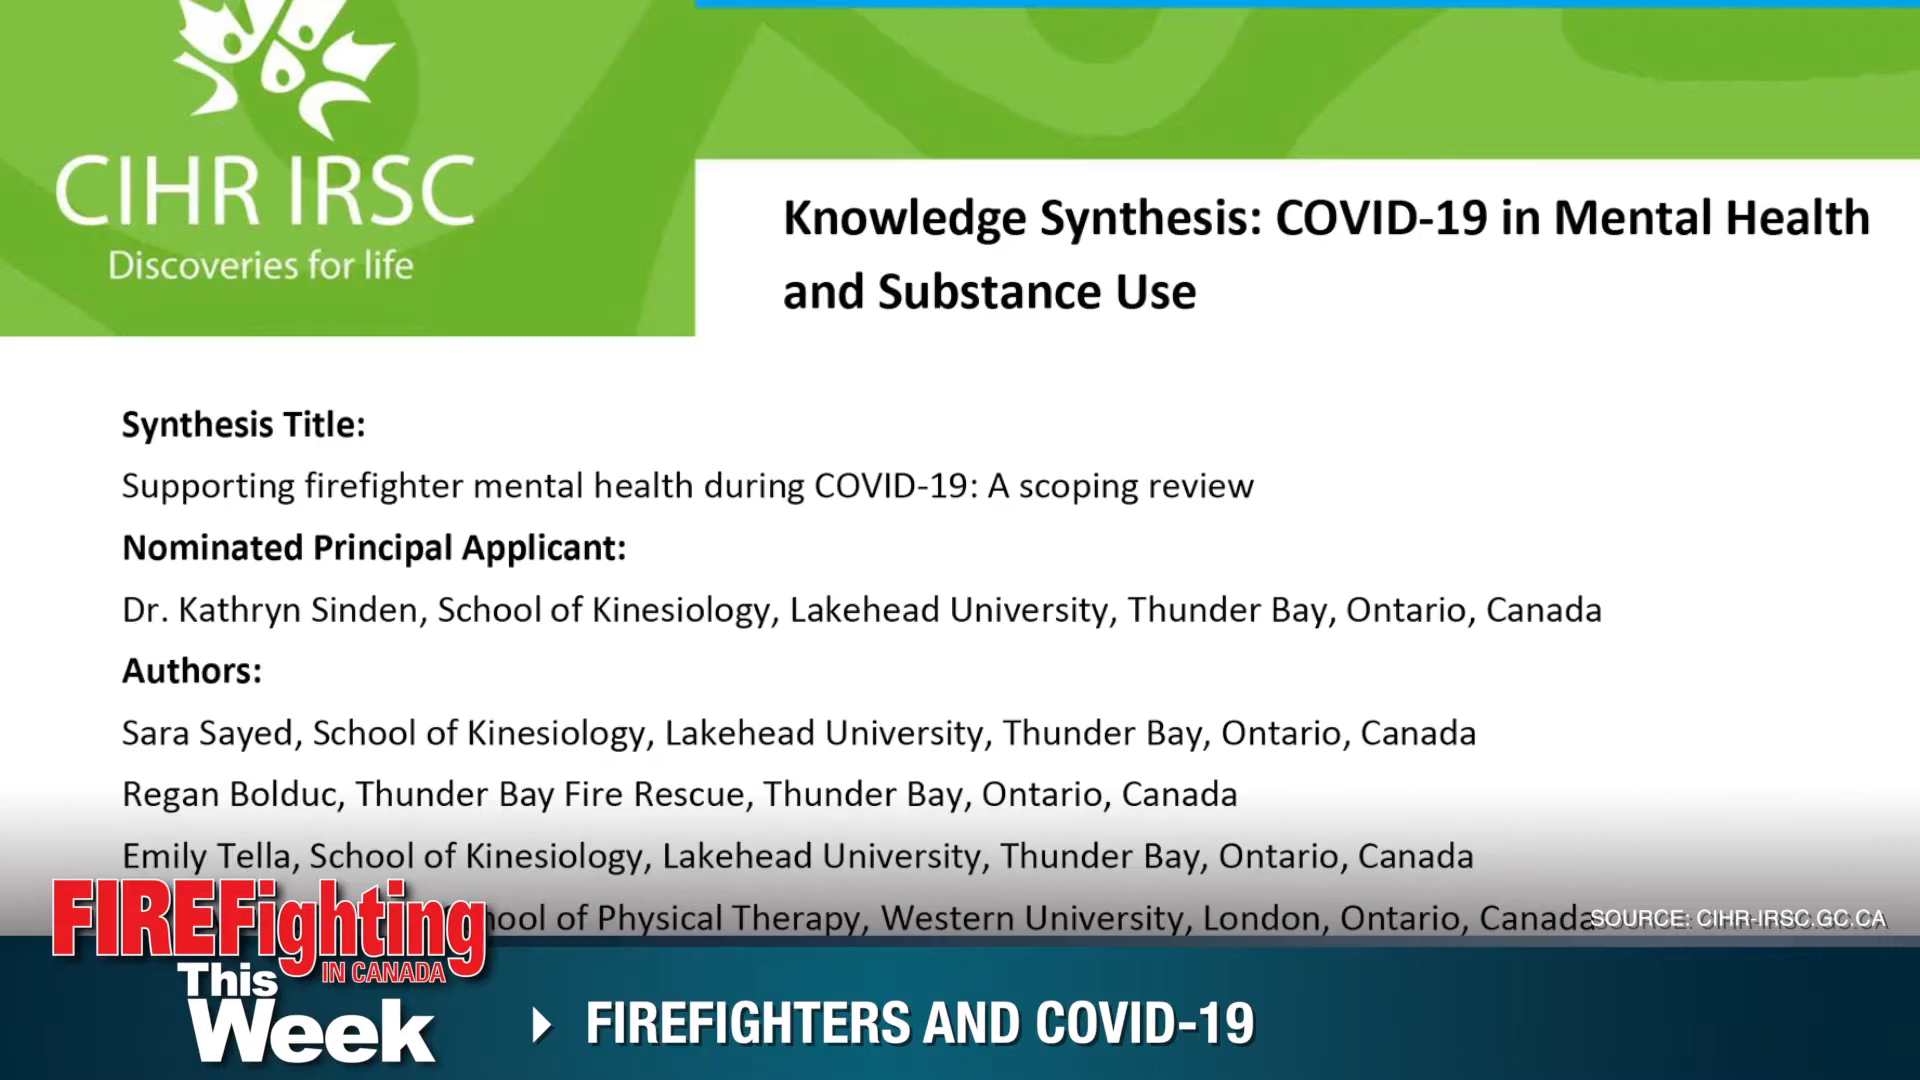 CIHR IRSC
Discoveries for life
Knowledge Synthesis: COVID-19 in Mental Health
and Substance Use
Synthesis Title:
Supporting firefighter mental health during COVID-19: A scoping review
Nominated Principal Applicant:
Dr. Kathryn Sinden, School of Kinesiology, Lakehead University, Thunder Bay, Ontario, Canada
Authors:
Sara Sayed, School of Kinesiology, Lakehead University, Thunder Bay, Ontario, Canada
Regan Bolduc, Thunder Bay Fire Rescue, Thunder Bay, Ontario, Canada
Emily Tella, School of Kinesiology, Lakehead University, Thunder Bay, Ontario, Canada
of Physical Therapy, Western University, London, Ontario, Canada
SOURCE: CIHR-IRSC.GC.CA
FIREFighting
IN CANADA
This
Week
FIREFIGHTERS AND COVID-19